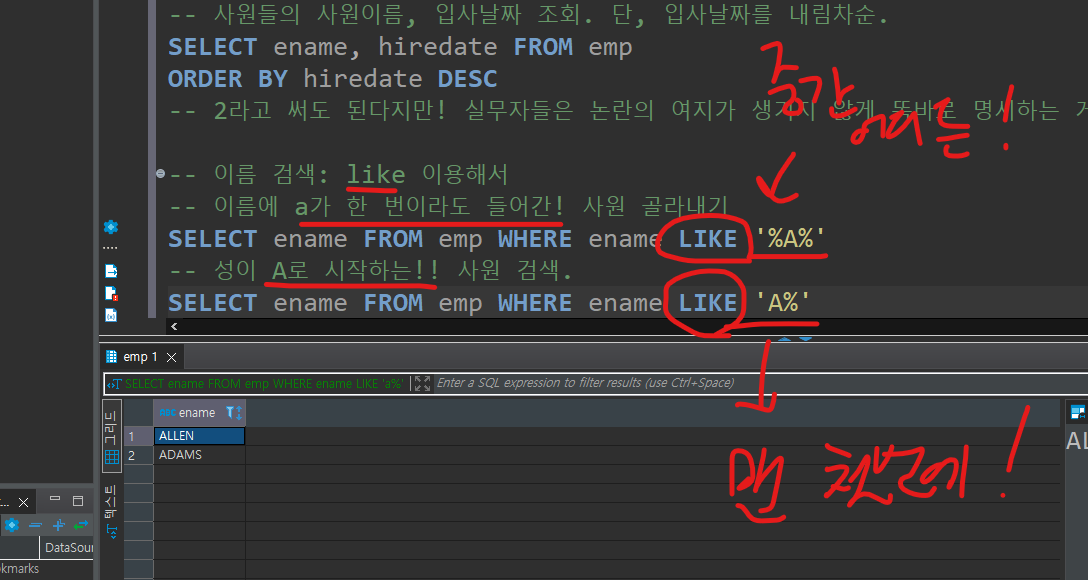 -- 사원들의 사원이름, 입사날짜 조회. 단, 입사날짜를 내림차순.
SELECT ename, hiredate FROM emp
ORDER BY hiredate DESC
-- 2라고 써도 된다지만! 실무자들은 논란의 여지가 생기지 않게 똑바로 명시하는
중간
어디든!
-- 이름 검색: like 이용해서
-- 이름에 a가 한 번이라도 들어간! 사원 골라내기
SELECT ename FROM emp WHERE ename LIKE '%A%'
-- 성이 A로 시작하는!! 사원 검색.
SELECT ename FROM emp WHERE ename LIKE 'A%'
emp 1
SELECT ename FROM emp WHERE ename LIKE 'a%'
Enter a SQL expression to filter results (use Ctrl+Space)
그리드
텍스트
ABC ename
1 ALLEN
2 ADAMS
AL
맨 첫번에!
DataSour
kmarks